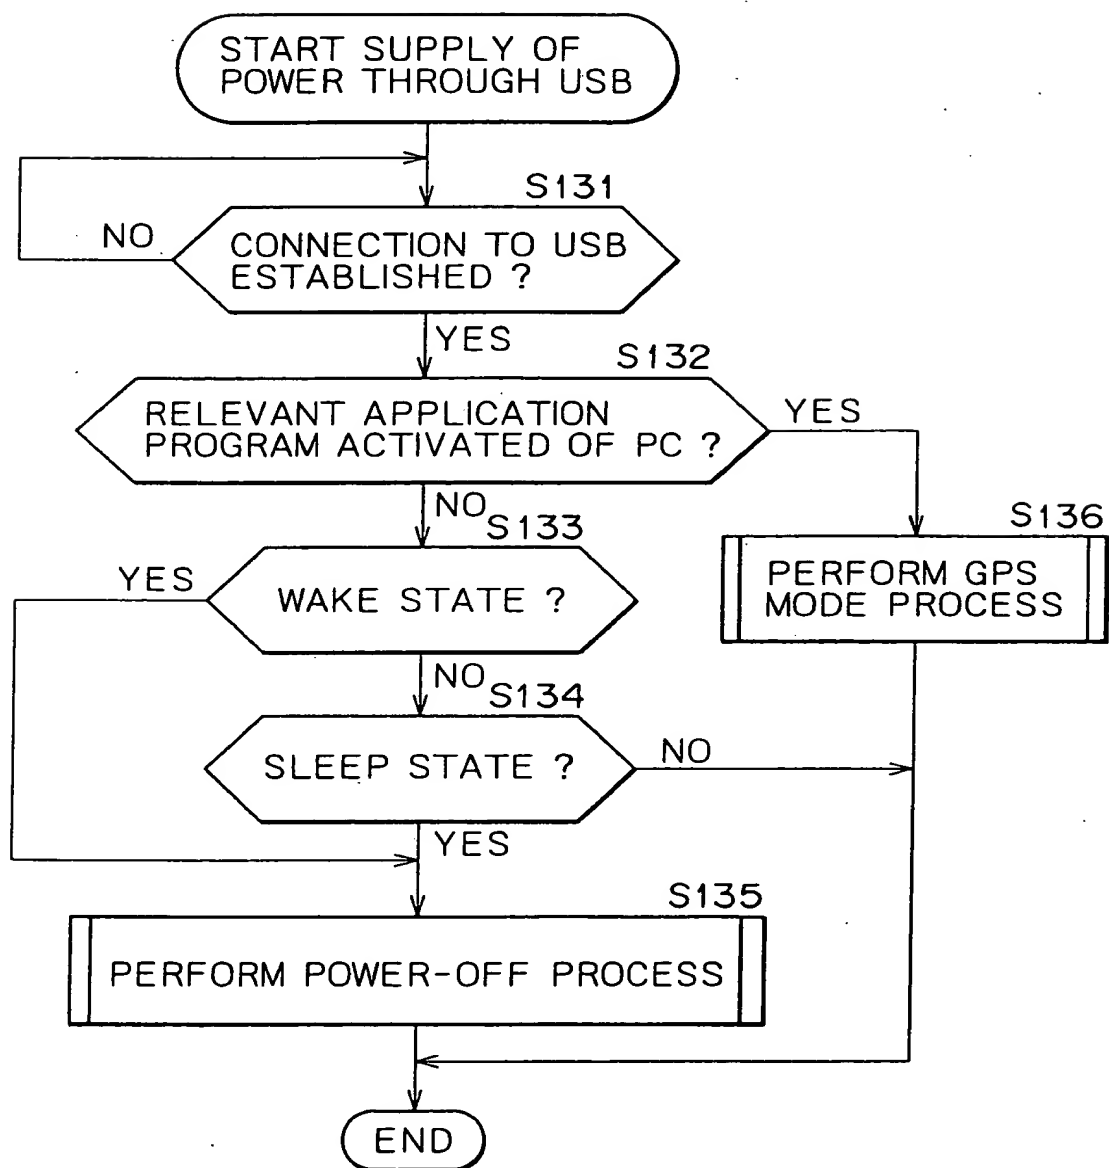 START SUPPLY OF
POWER THROUGH USB
S131
NO
CONNECTION TO USB
ESTABLISHED ?
YES
S132
RELEVANT APPLICATION
PROGRAM ACTIVATED OF PC ?
YES
NO
S133
S136
YES
WAKE STATE ?
PERFORM GPS
MODE PROCESS
NO
S134
SLEEP STATE ?
NO
YES
S135
PERFORM POWER-OFF PROCESS
END